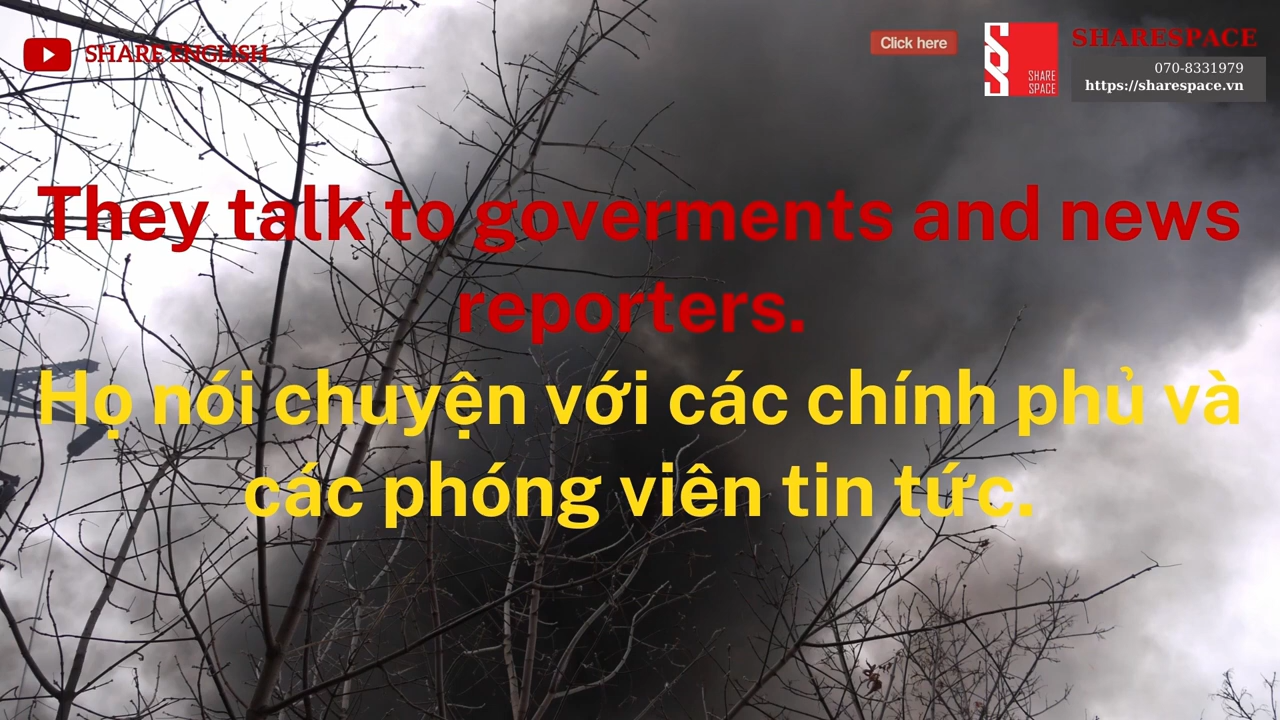 SHARE ENGLISH
Click here
SHARE
SPACE
SHARESPACE
070-8331979
https://sharespace.vn
They talk to goverments and news
reporters.
Họ nói chuyện với các chính phủ và
các phóng viên tin tức.